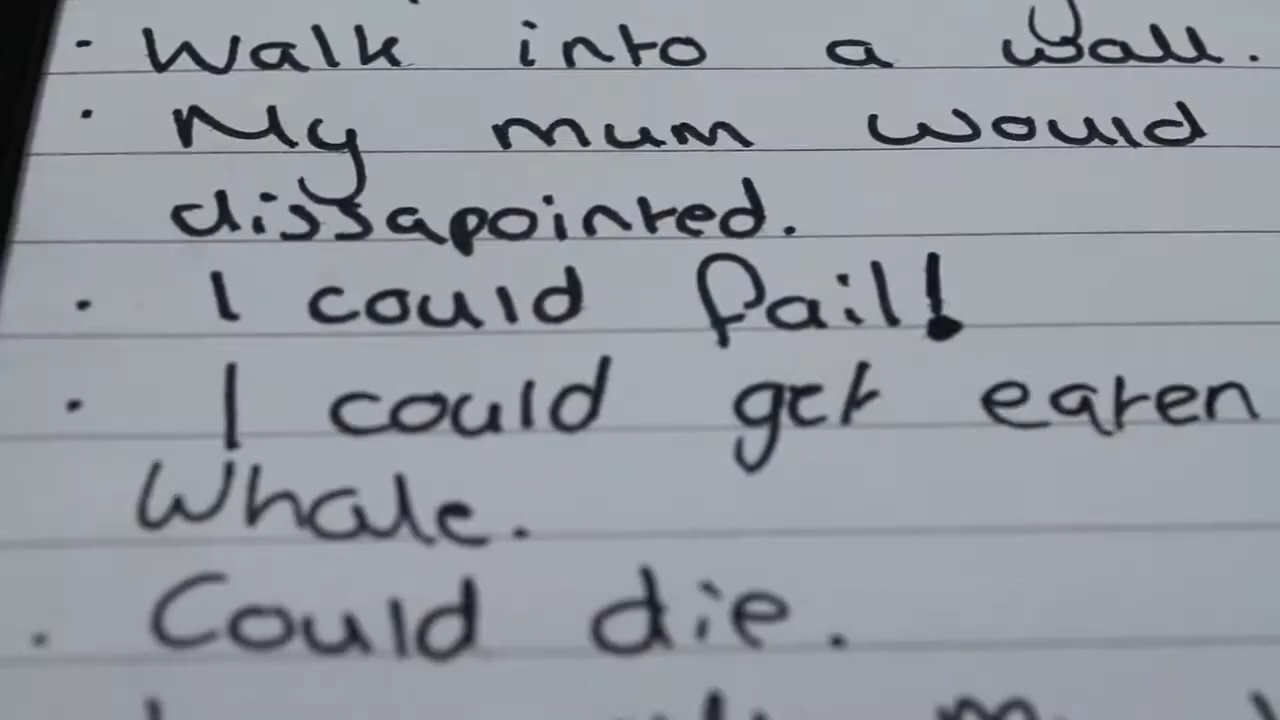 · Walk into a wall.
· My mum would
dissapointed.
· I could fail!
· I could get eaten
Whale.
· Could die.